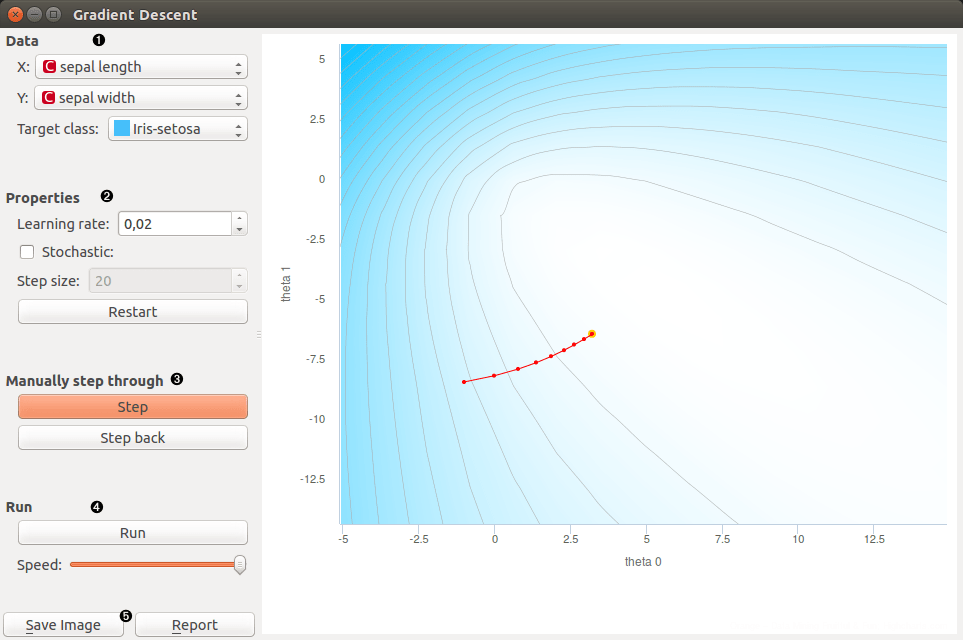 Gradient Descent
Data ❶
X: C sepal length
Y: C sepal width
Target class: Iris-setosa
Properties ❷
Learning rate: 0,02
Stochastic:
Step size: 20
Restart
Manually step through ❸
Step
Step back
Run ❹
Run
Speed:
❺
Save Image Report
5
2.5
0
-2.5
-5
-7.5
-10
-12.5
theta 1
-5 -2.5 0 2.5 5 7.5 10 12.5
theta 0